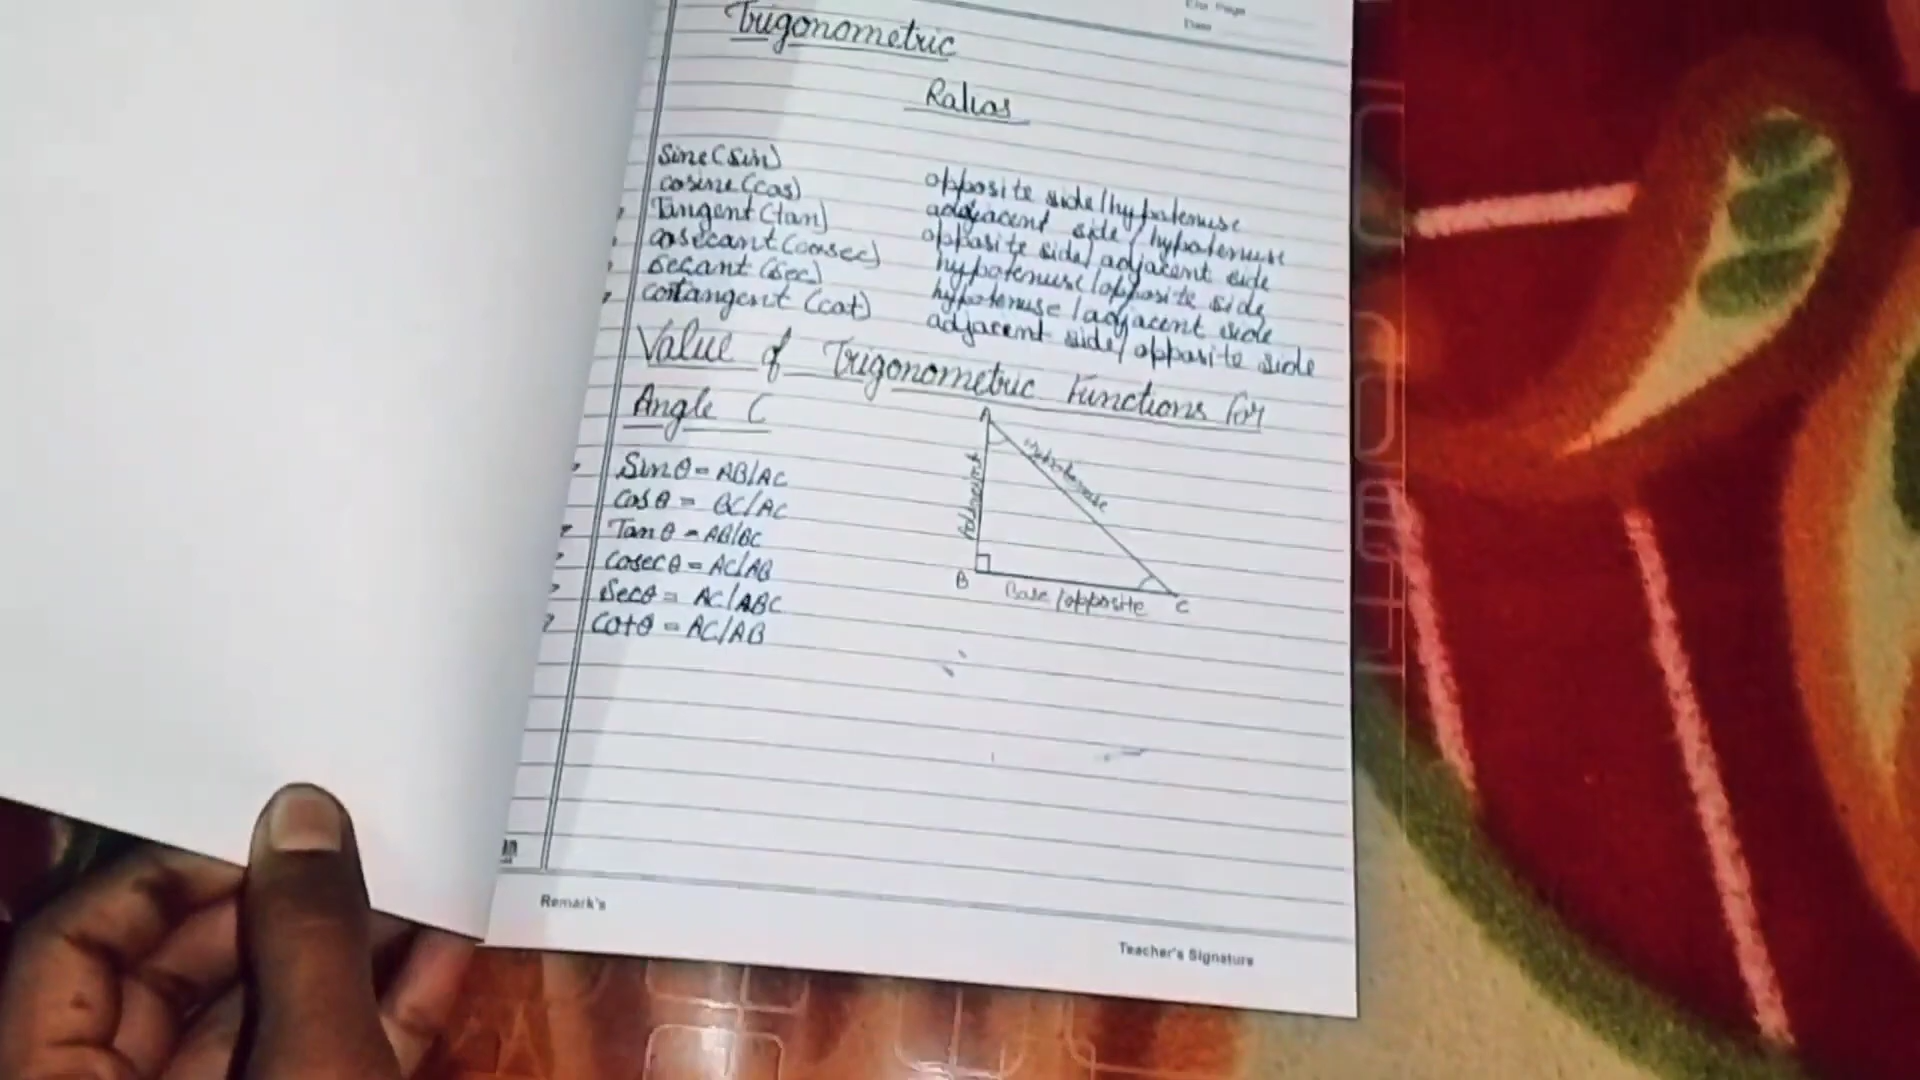 Trigonometric
Ratios
Sine (sin) opposite side/hypotenuse
cosine (cos) adjacent side/hypotenuse
Tangent (tan) opposite side/adjacent side
cosecant (cosec) hypotenuse/opposite side
secant (sec) hypotenuse/adjacent side
cotangent (cot) adjacent side/opposite side
Value of Trigonometric Functions for
Angle C
Sinθ = AB/AC
Cosθ = BC/AC
Tanθ = AB/BC
Cosecθ = AC/AB
Secθ = AC/ABC
Cotθ = AC/AB
A
Hypotenuse
Adjacent
B
Base/opposite
C
Remark's
Teacher's Signature
Date